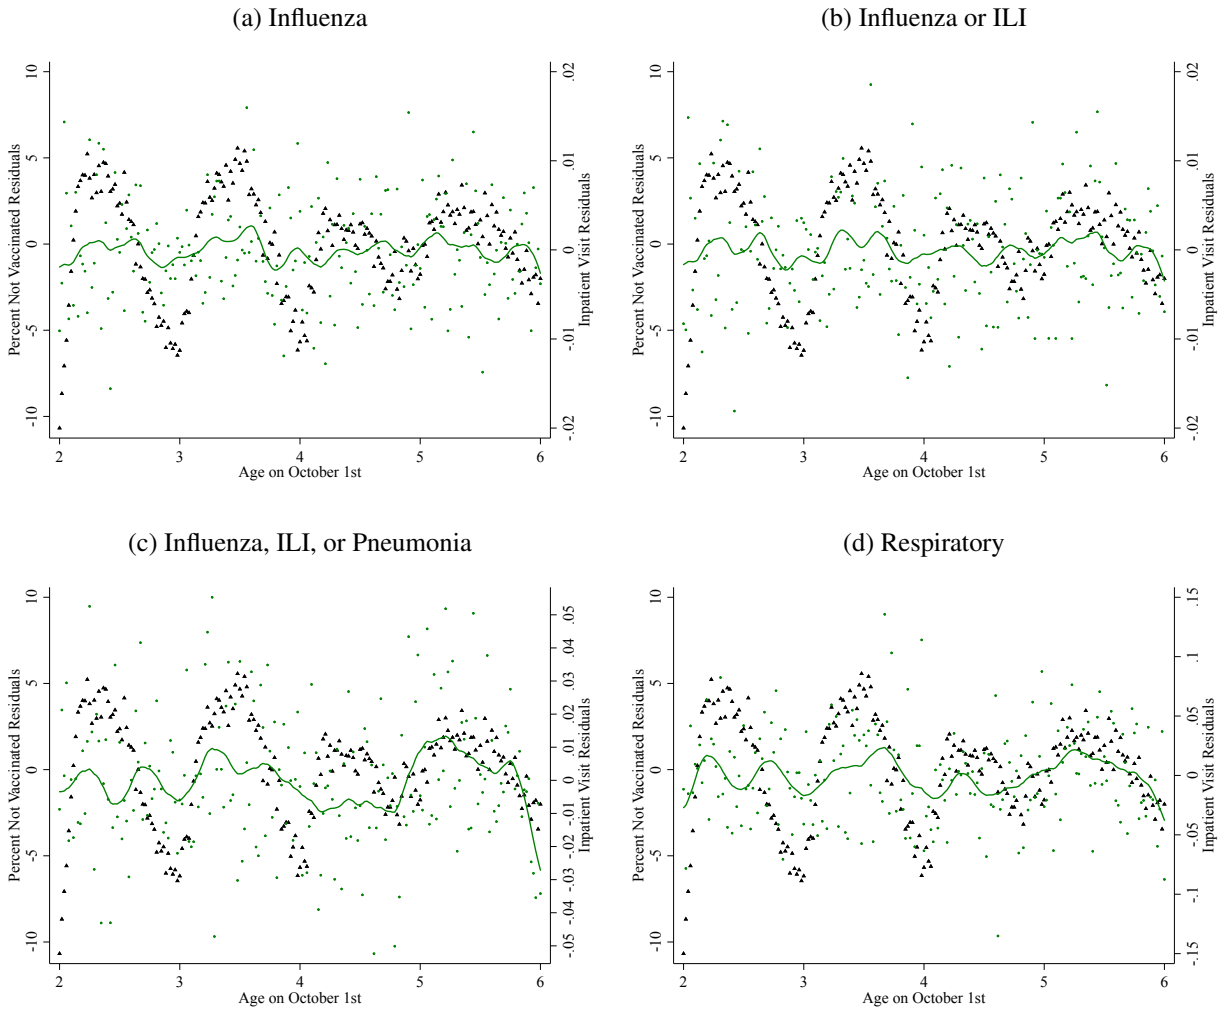 (a) Influenza
Percent Not Vaccinated Residuals
10
5
0
-5
-10
.02
.01
0
-.01
-.02
Inpatient Visit Residuals
2 3 4 5 6
Age on October 1st
(b) Influenza or ILI
Percent Not Vaccinated Residuals
10
5
0
-5
-10
.02
.01
0
-.01
-.02
Inpatient Visit Residuals
2 3 4 5 6
Age on October 1st
(c) Influenza, ILI, or Pneumonia
Percent Not Vaccinated Residuals
10
5
0
-5
-10
.05
.04
.03
.02
.01
0
-.01
-.02
-.03
-.04
-.05
Inpatient Visit Residuals
2 3 4 5 6
Age on October 1st
(d) Respiratory
Percent Not Vaccinated Residuals
10
5
0
-5
-10
.15
.1
.05
0
-.05
-.1
-.15
Inpatient Visit Residuals
2 3 4 5 6
Age on October 1st